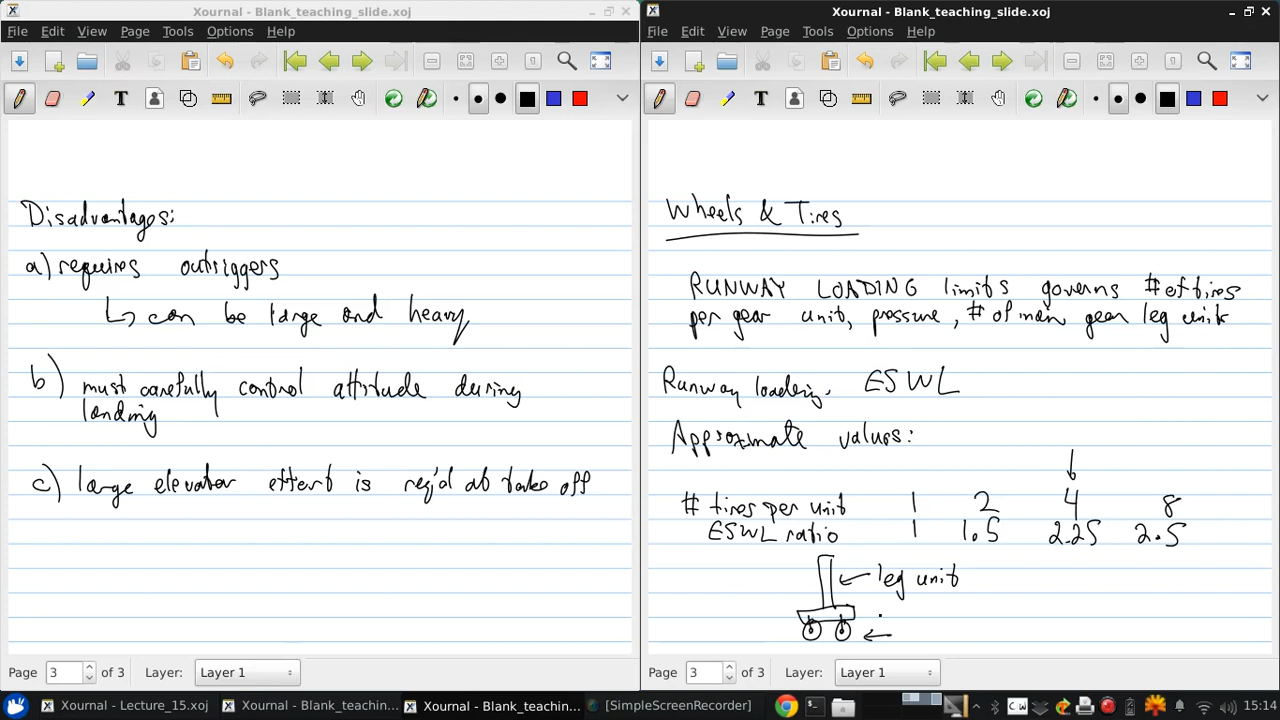 Xournal - Blank_teaching_slide.xoj
File Edit View Page Tools Options Help
Disadvantages:
a) requires outriggers
↳ can be large and heavy
b) must carefully control attitude during
landing
c) large elevator effort is req'd at take off
Page 3 of 3 Layer: Layer 1
Xournal - Blank_teaching_slide.xoj
File Edit View Page Tools Options Help
Wheels & Tires
RUNWAY LOADING limits governs # of tires
per gear unit, pressure, # of main gear leg units
Runway loading. ESWL
Approximate values:
# tires per unit 1 2 4 8
ESWL ratio 1 1.5 2.25 2.5
leg unit
Page 3 of 3 Layer: Layer 1
Xournal - Lecture_15.xoj Xournal - Blank_teachin... Xournal - Blank_teachin... [SimpleScreenRecorder] 15:14